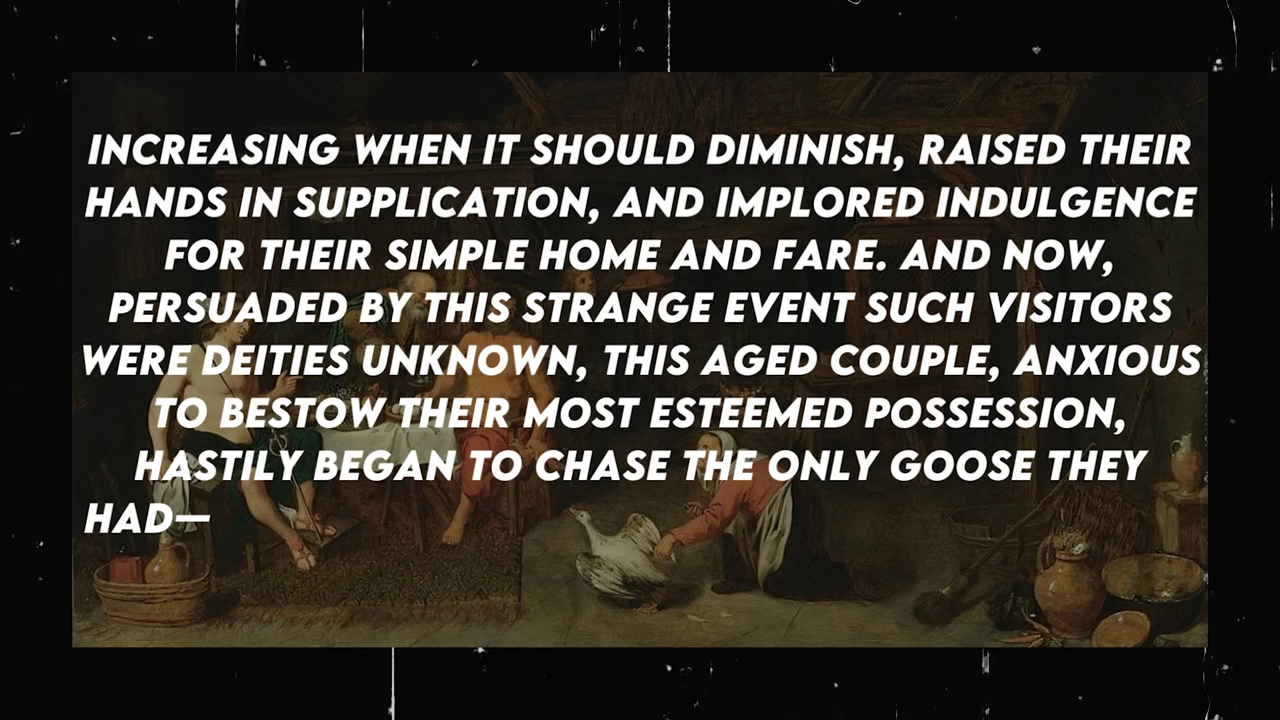 INCREASING WHEN IT SHOULD DIMINISH, RAISED THEIR
HANDS IN SUPPLICATION, AND IMPLORED INDULGENCE
FOR THEIR SIMPLE HOME AND FARE. AND NOW,
PERSUADED BY THIS STRANGE EVENT SUCH VISITORS
WERE DEITIES UNKNOWN, THIS AGED COUPLE, ANXIOUS
TO BESTOW THEIR MOST ESTEEMED POSSESSION,
HASTILY BEGAN TO CHASE THE ONLY GOOSE THEY
HAD—